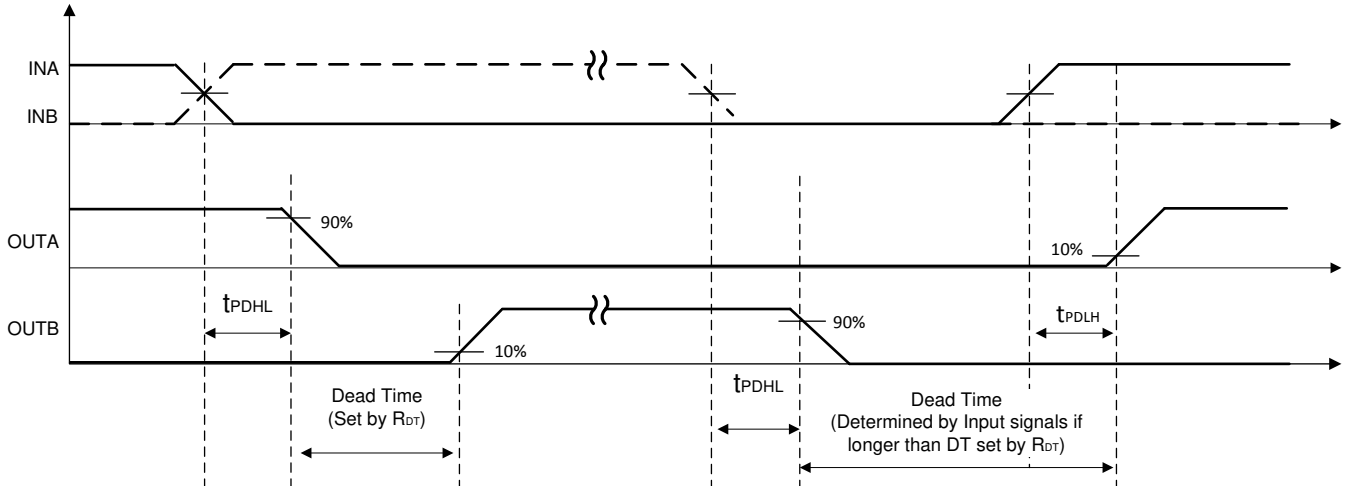 INA
INB
OUTA
90%
10%
tPDHL
tPDLH
OUTB
90%
10%
tPDHL
Dead Time
(Set by RDT)
Dead Time
(Determined by Input signals if
longer than DT set by RDT)